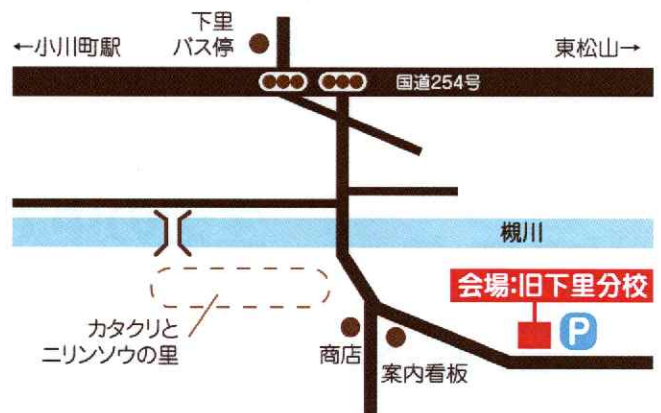 下里
バス停
←小川町駅
東松山→
国道254号
槻川
会場:旧下里分校
P
カタクリと
ニリンソウの里
商店
案内看板